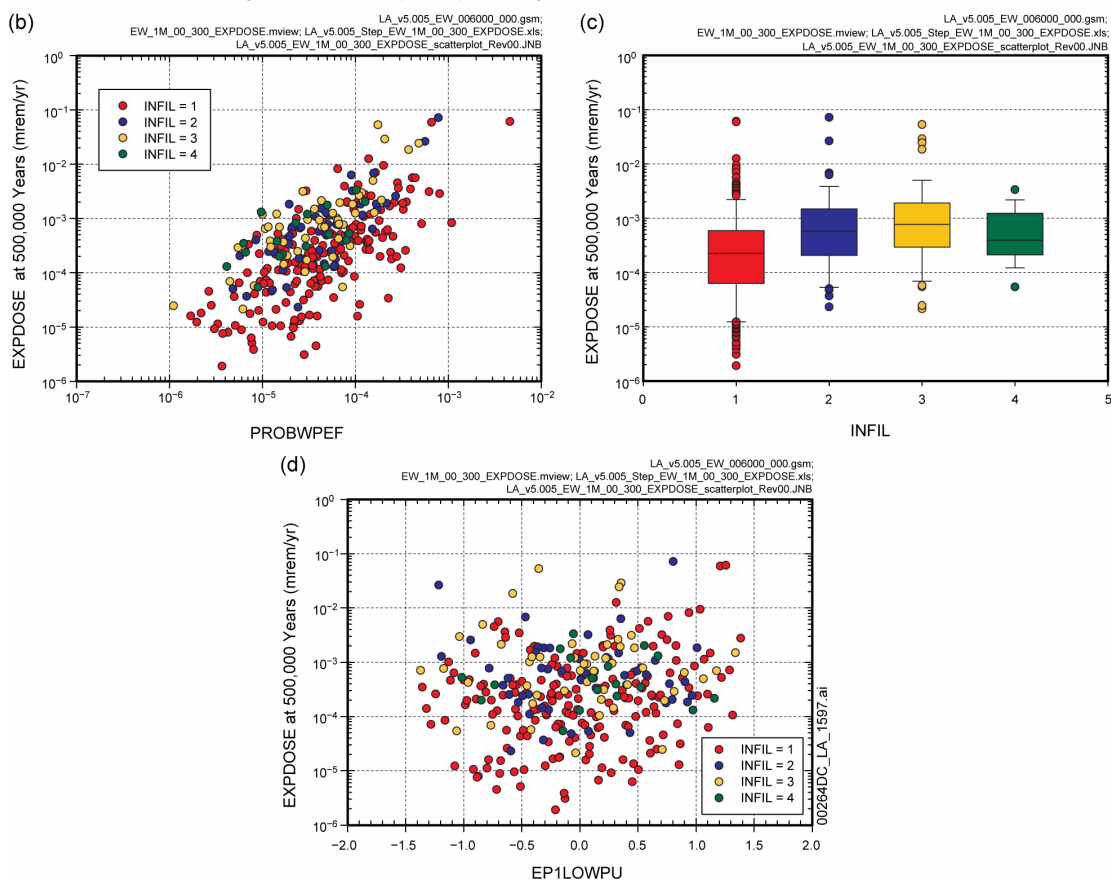 (b)
LA_v5.005_EW_006000_000.gsm;
EW_1M_00_300_EXPDOSE.mview; LA_v5.005_Step_EW_1M_00_300_EXPDOSE.xls;
LA_v5.005_EW_1M_00_300_EXPDOSE_scatterplot_Rev00.JNB
EXPDOSE at 500,000 Years (mrem/yr)
10⁰
10⁻¹
10⁻²
10⁻³
10⁻⁴
10⁻⁵
10⁻⁶
INFIL = 1
INFIL = 2
INFIL = 3
INFIL = 4
10⁻⁷ 10⁻⁶ 10⁻⁵ 10⁻⁴ 10⁻³ 10⁻²
PROBWPEF
(c)
LA_v5.005_EW_006000_000.gsm;
EW_1M_00_300_EXPDOSE.mview; LA_v5.005_Step_EW_1M_00_300_EXPDOSE.xls;
LA_v5.005_EW_1M_00_300_EXPDOSE_scatterplot_Rev00.JNB
EXPDOSE at 500,000 Years (mrem/yr)
10⁰
10⁻¹
10⁻²
10⁻³
10⁻⁴
10⁻⁵
10⁻⁶
0 1 2 3 4 5
INFIL
(d)
LA_v5.005_EW_006000_000.gsm;
EW_1M_00_300_EXPDOSE.mview; LA_v5.005_Step_EW_1M_00_300_EXPDOSE.xls;
LA_v5.005_EW_1M_00_300_EXPDOSE_scatterplot_Rev00.JNB
EXPDOSE at 500,000 Years (mrem/yr)
10⁰
10⁻¹
10⁻²
10⁻³
10⁻⁴
10⁻⁵
10⁻⁶
INFIL = 1
INFIL = 2
INFIL = 3
INFIL = 4
−2.0 −1.5 −1.0 −0.5 0.0 0.5 1.0 1.5 2.0
EP1LOWPU
00264DC_LA_1597.ai